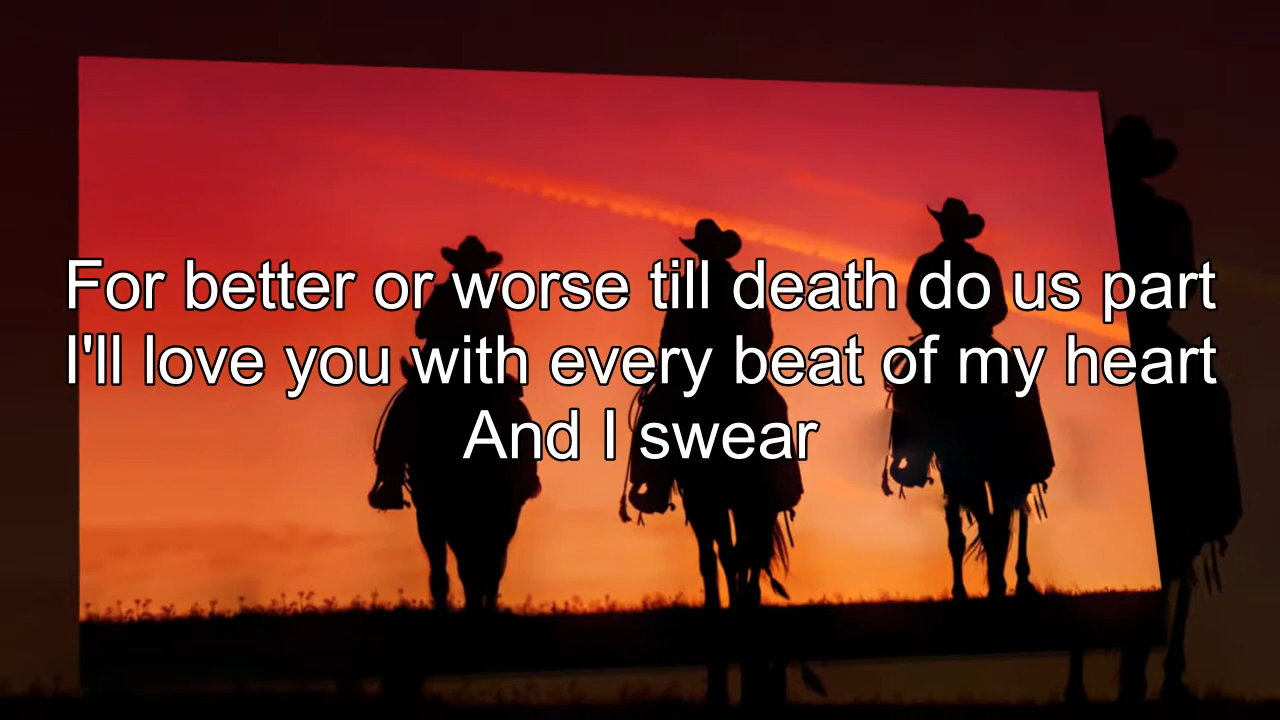 For better or worse till death do us part
I'll love you with every beat of my heart
And I swear